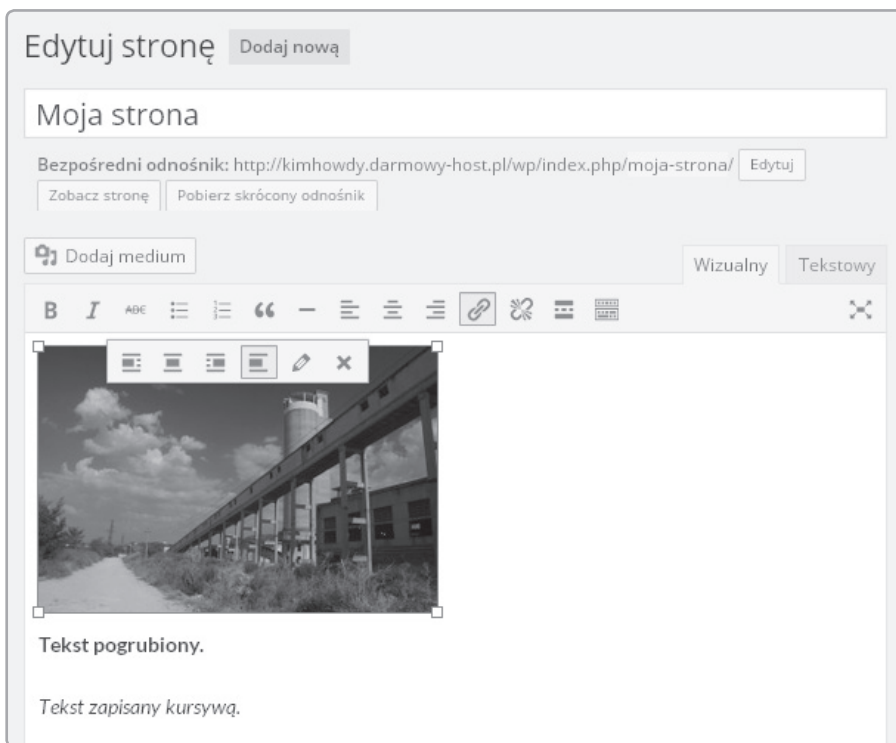 Edytuj stronę Dodaj nową
Moja strona
Bezpośredni odnośnik: http://kimhowdy.darmowy-host.pl/wp/index.php/moja-strona/ Edytuj
Zobacz stronę Pobierz skrócony odnośnik
Dodaj medium
Wizualny Tekstowy
B I ABC
Tekst pogrubiony.
Tekst zapisany kursywą.